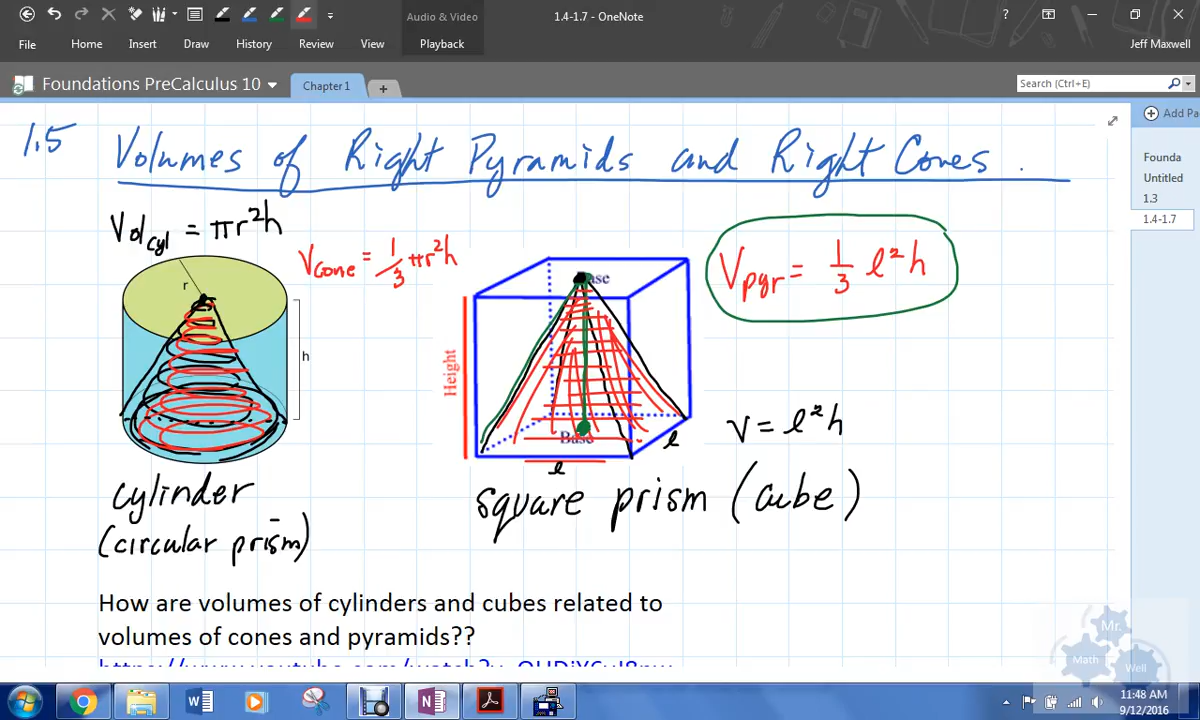 1.4-1.7 - OneNote
Audio & Video
?
File
Home
Insert
Draw
History
Review
View
Playback
Jeff Maxwell
Foundations PreCalculus 10
Chapter1
+
Search (Ctrl+E)
Add Pa
Founda
Untitled
1.3
1.4-1.7
1.5 Volumes of Right Pyramids and Right Cones.
Vol cyl = πr²h
V cone = 1/3 πr²h
V pyr = 1/3 l²h
r
h
Height
Base
Base
l
l
V = l²h
cylinder
(circular prism)
square prism (cube)
How are volumes of cylinders and cubes related to
volumes of cones and pyramids??
Mr.
Math
Well
11:48 AM
9/12/2016